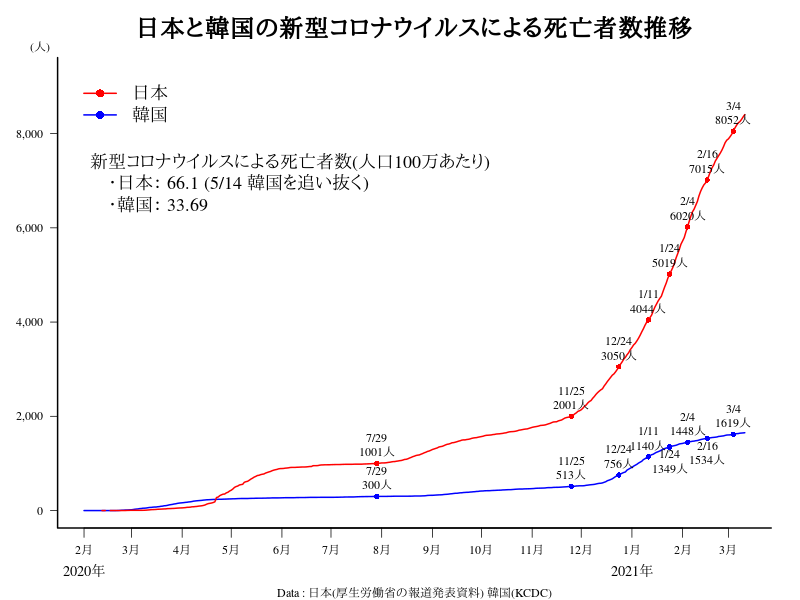 日本と韓国の新型コロナウイルスによる死亡者数推移
(人)
日本
韓国
新型コロナウイルスによる死亡者数(人口100万あたり)
・日本: 66.1 (5/14 韓国を追い抜く)
・韓国: 33.69
8,000
6,000
4,000
2,000
0
3/4
8052人
2/16
7015人
2/4
6020人
1/24
5019人
1/11
4044人
12/24
3050人
11/25
2001人
7/29
1001人
7/29
300人
11/25
513人
12/24
756人
1/11
1140人
1/24
1349人
2/4
1448人
2/16
1534人
3/4
1619人
2月 3月 4月 5月 6月 7月 8月 9月 10月 11月 12月 1月 2月 3月
2020年 2021年
Data : 日本(厚生労働省の報道発表資料) 韓国(KCDC)